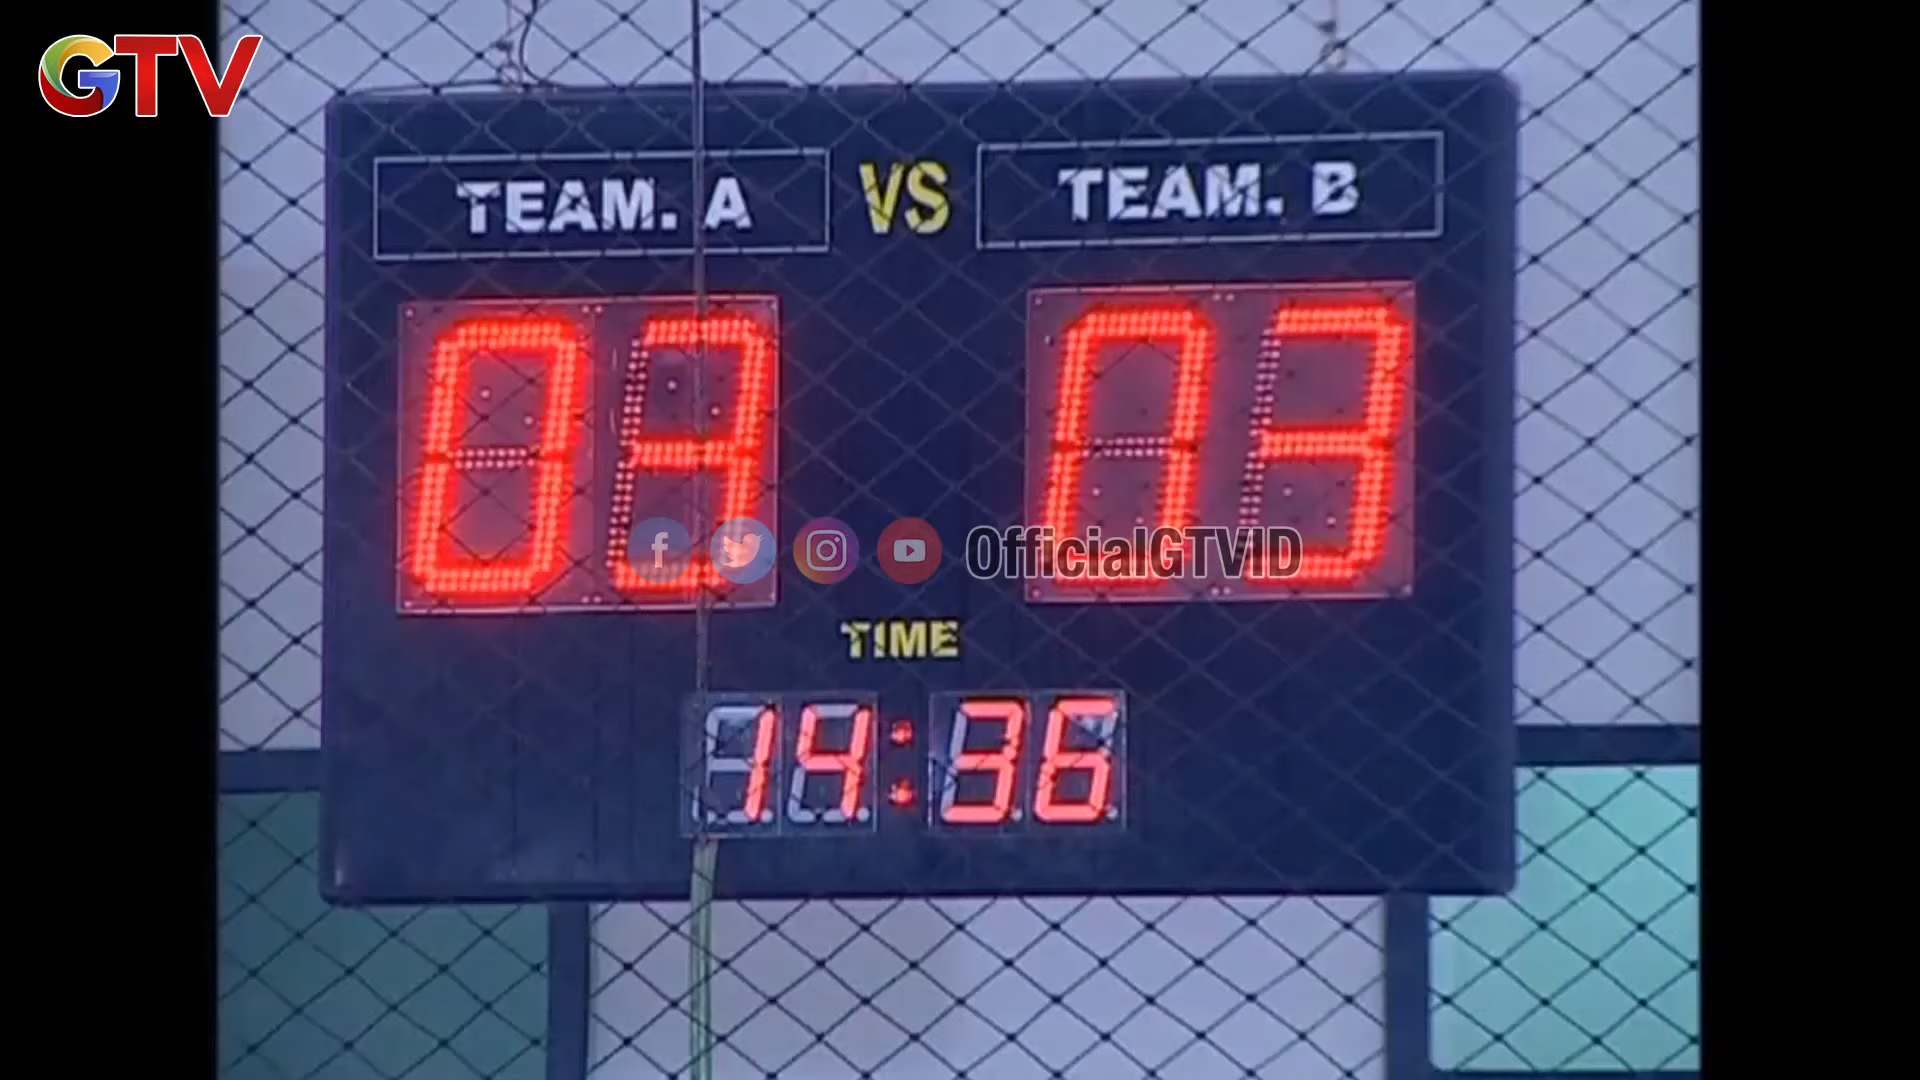 GTV
TEAM. A VS TEAM. B
03 03
OfficialGTVID
TIME
14:36